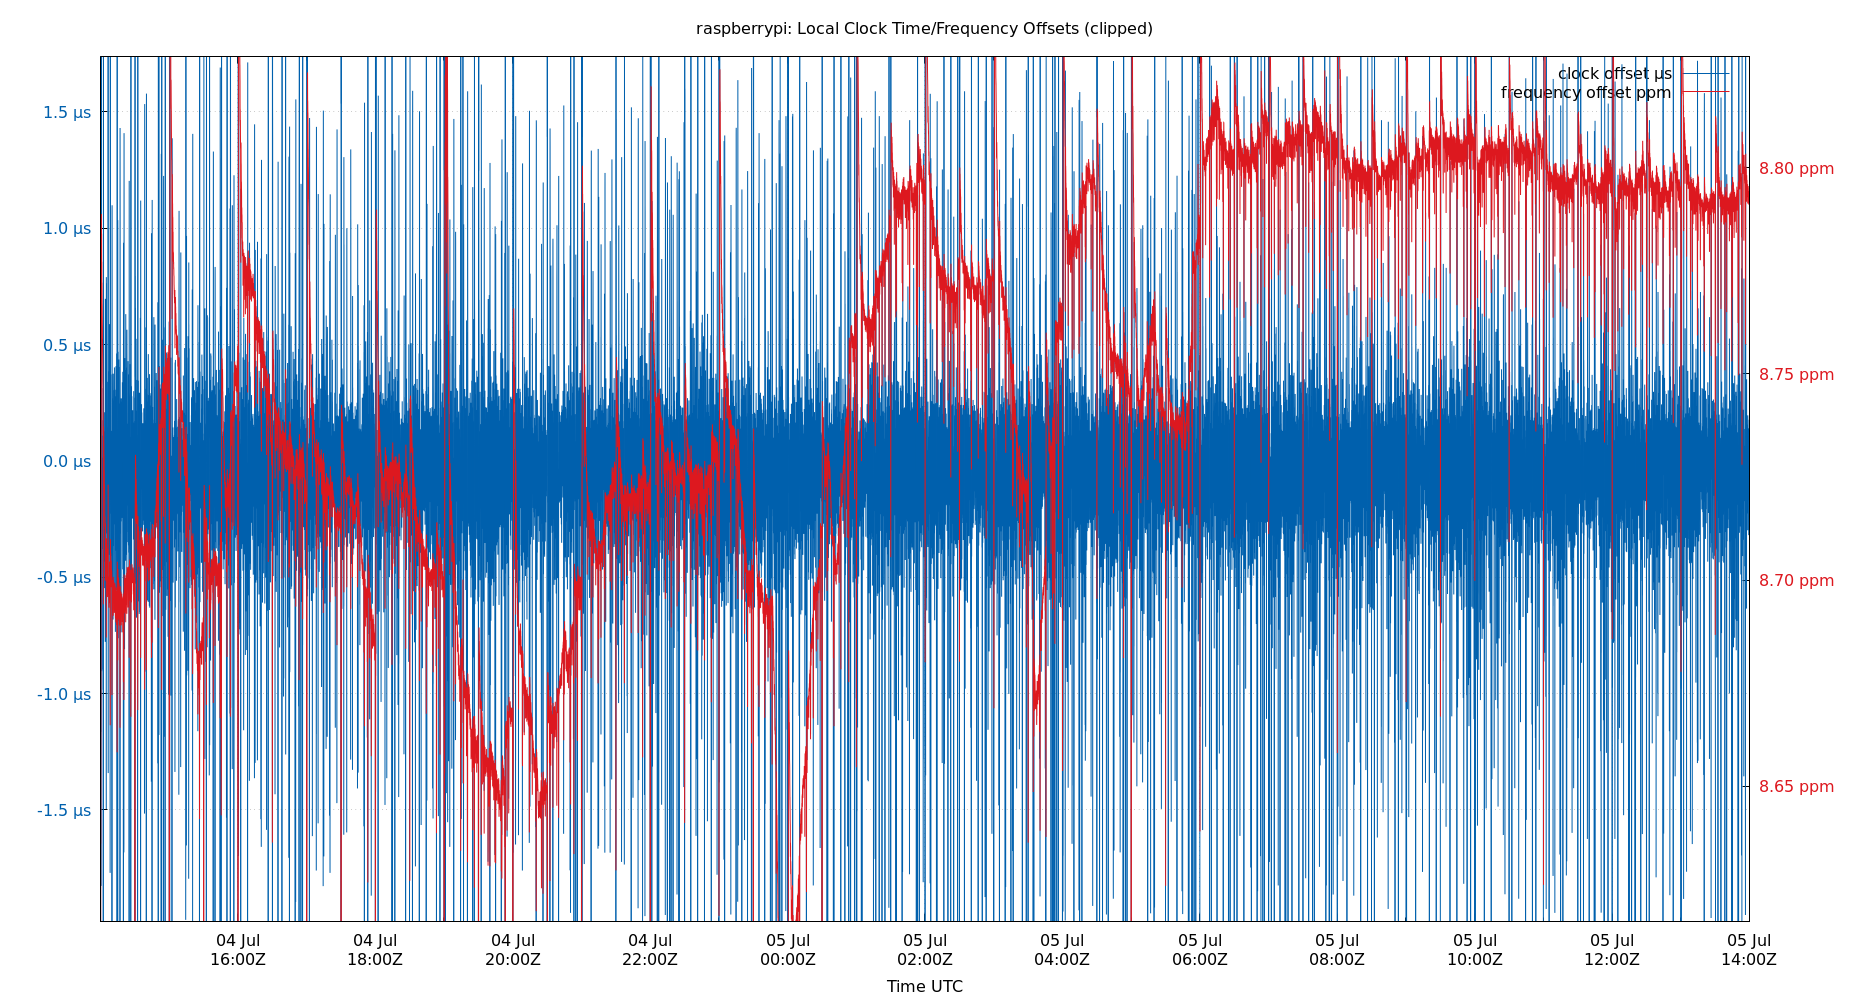 raspberrypi: Local Clock Time/Frequency Offsets (clipped)
clock offset µs
frequency offset ppm
1.5 µs
1.0 µs
0.5 µs
0.0 µs
-0.5 µs
-1.0 µs
-1.5 µs
8.80 ppm
8.75 ppm
8.70 ppm
8.65 ppm
04 Jul 04 Jul 04 Jul 04 Jul 05 Jul 05 Jul 05 Jul 05 Jul 05 Jul 05 Jul 05 Jul 05 Jul
16:00Z 18:00Z 20:00Z 22:00Z 00:00Z 02:00Z 04:00Z 06:00Z 08:00Z 10:00Z 12:00Z 14:00Z
Time UTC